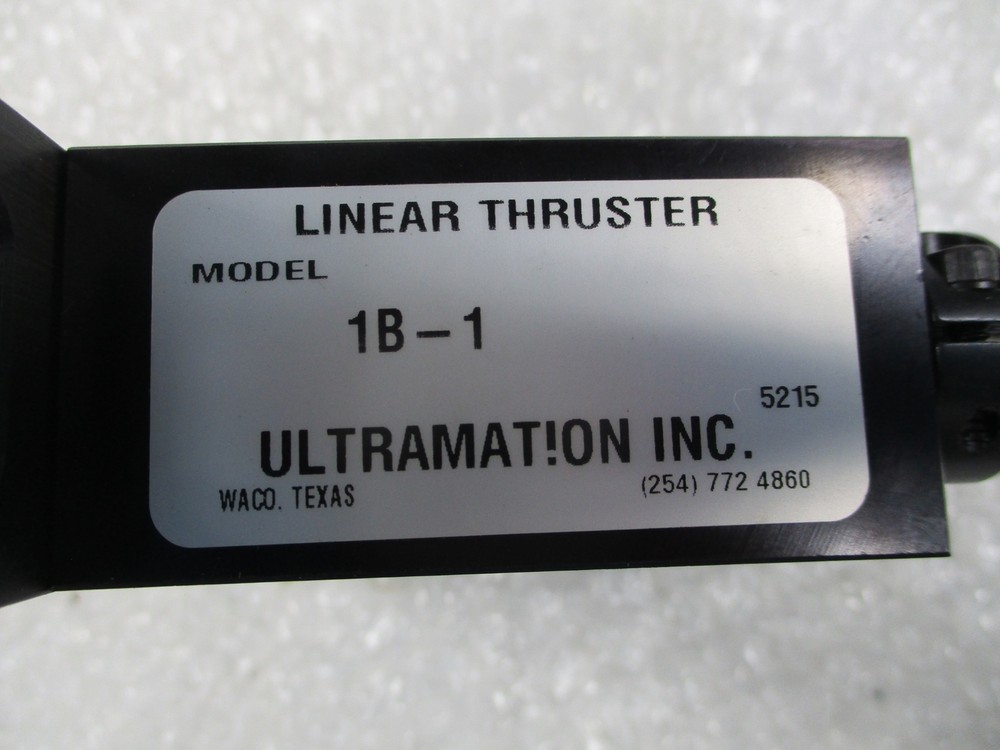 LINEAR THRUSTER
MODEL
1B-1
5215
ULTRAMAT!ON INC.
WACO. TEXAS (254) 772 4860